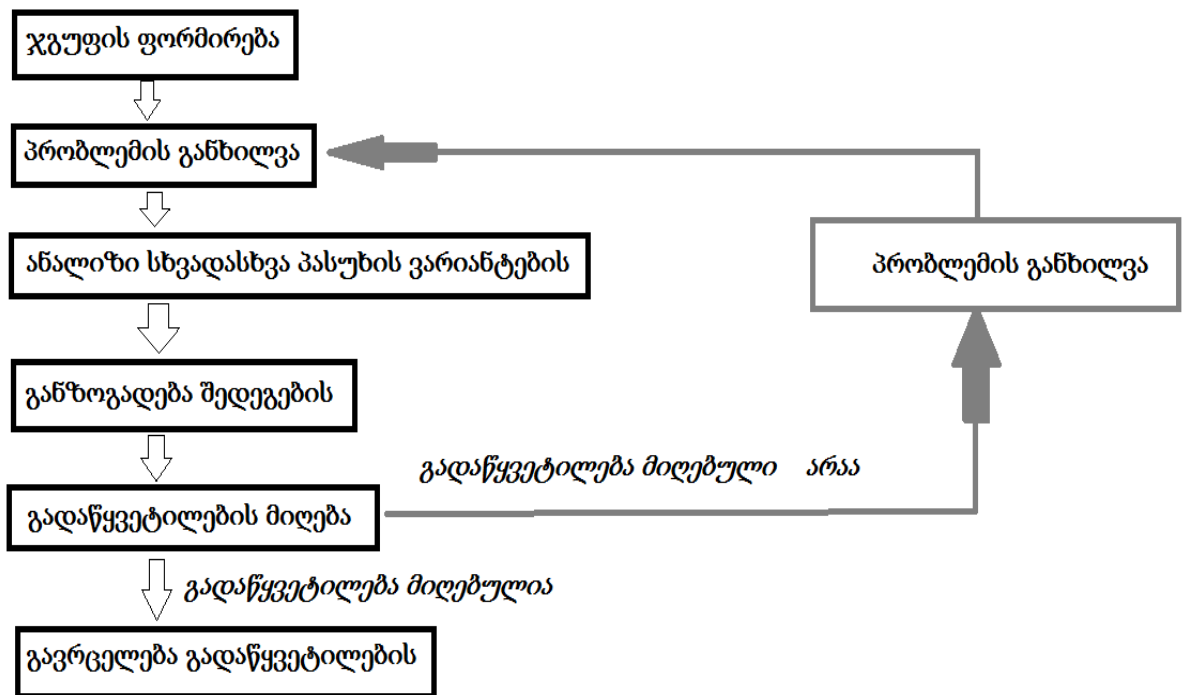 ჯგუფის ფორმირება
პრობლემის განხილვა
ანალიზი სხვადასხვა პასუხის ვარიანტების
პრობლემის განხილვა
განზოგადება შედეგების
გადაწყვეტილება მიღებული არაა
გადაწყვეტილების მიღება
გადაწყვეტილება მიღებულია
გავრცელება გადაწყვეტილების